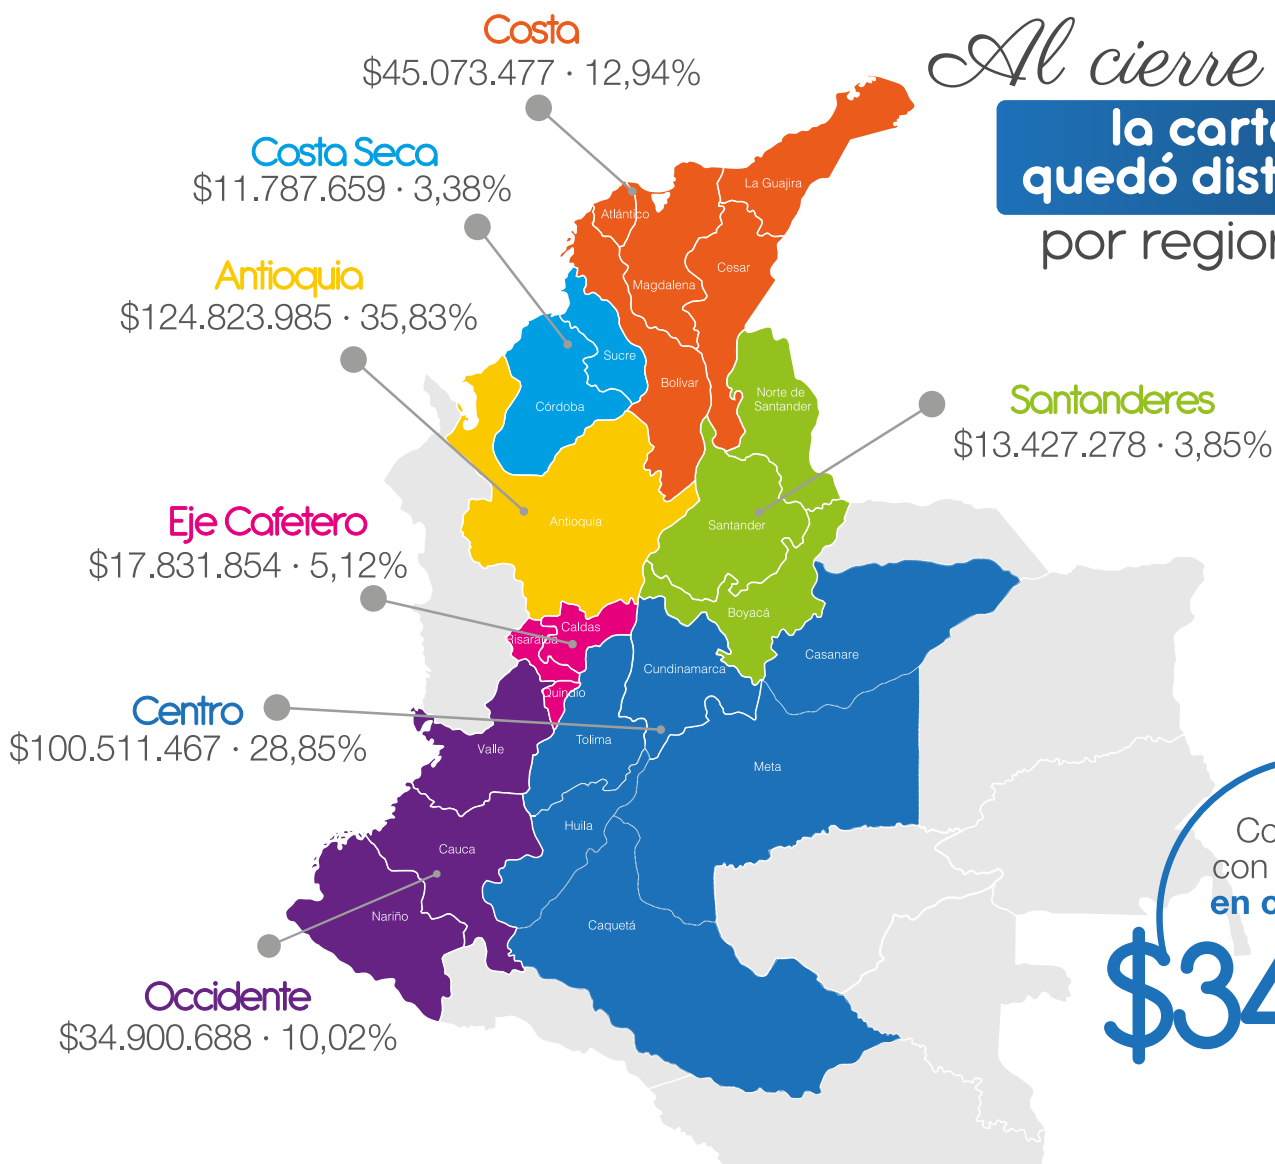 Costa
$45.073.477 · 12,94%
Al cierre
la cart
quedó dist
por region
Costa Seca
$11.787.659 · 3,38%
Antioquia
$124.823.985 · 35,83%
Santanderes
$13.427.278 · 3,85%
Eje Cafetero
$17.831.854 · 5,12%
Centro
$100.511.467 · 28,85%
Occidente
$34.900.688 · 10,02%
La Guajira
Atlántico
Cesar
Magdalena
Sucre
Bolívar
Córdoba
Norte de
Santander
Antioquia
Santander
Boyacá
Caldas
Risaralda
Quindío
Cundinamarca
Casanare
Tolima
Valle
Meta
Huila
Cauca
Nariño
Caquetá
Co
con
en c
$34